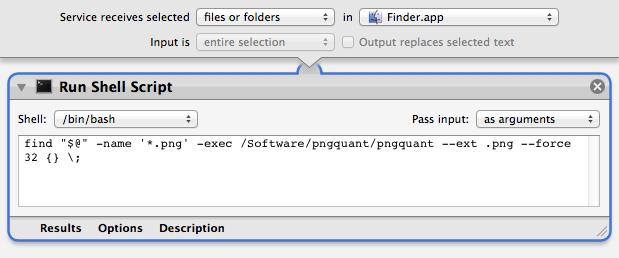 Service receives selected files or folders in Finder.app
Input is entire selection Output replaces selected text
Run Shell Script
Shell: /bin/bash Pass input: as arguments
find "$@" -name '*.png' -exec /Software/pngquant/pngquant --ext .png --force
32 {} \;
Results Options Description